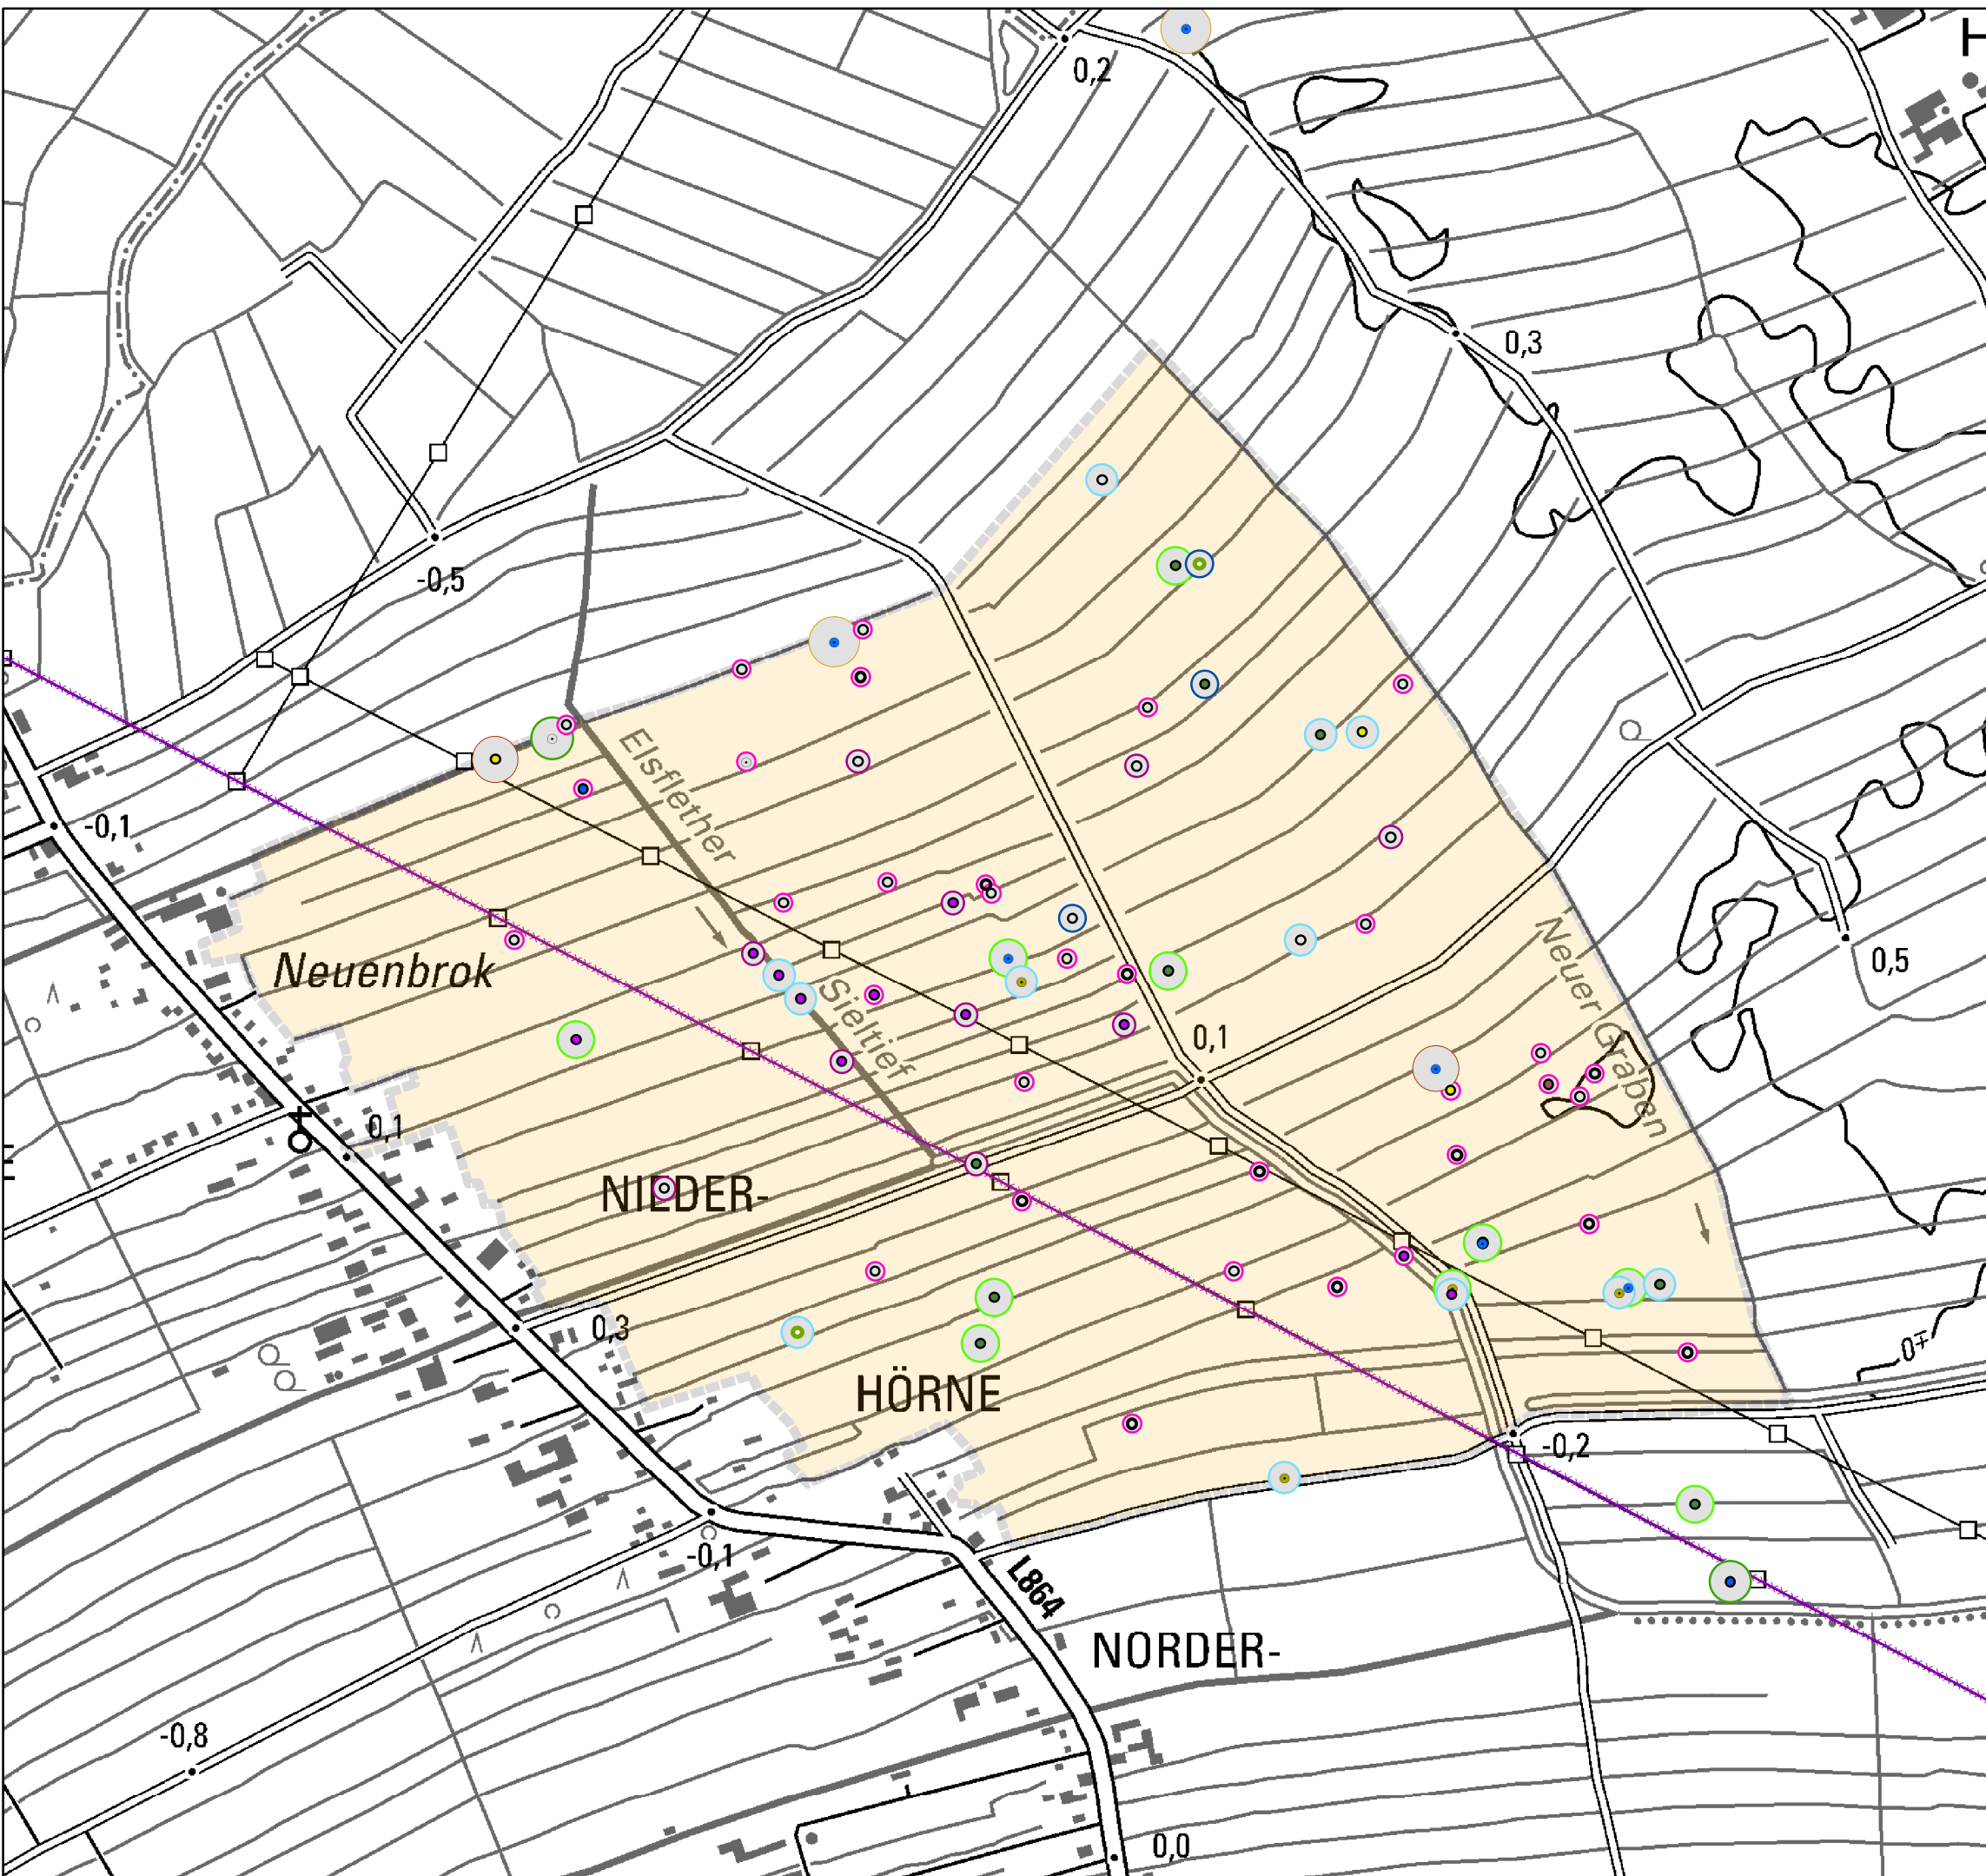 H
0,2
0,3
-0,5
Elsflether
-0,1
Neuer Graben
0,5
Neuenbrok
Sieltief
0,1
0,1
NIEDER-
0,3
HÖRNE
-0,2
-0,1
L864
NORDER-
-0,8
0,0